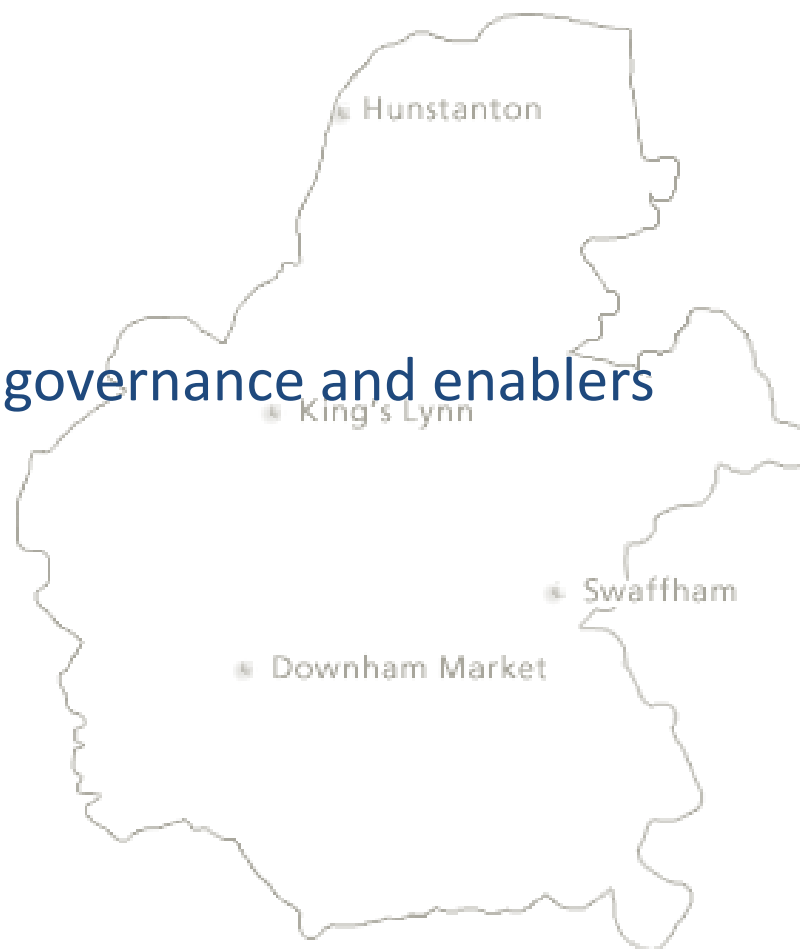 Hunstanton
governance and enablers
King's Lynn
Swaffham
Downham Market